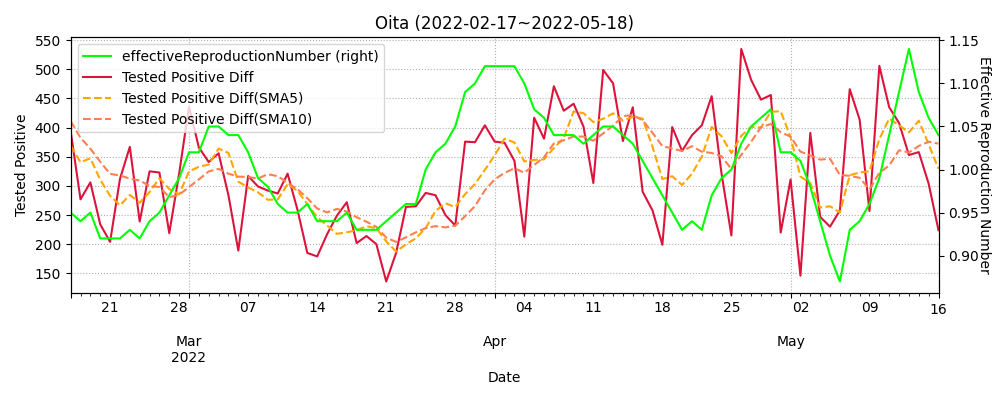 Oita (2022-02-17~2022-05-18)
effectiveReproductionNumber (right)
Tested Positive Diff
Tested Positive Diff(SMA5)
Tested Positive Diff(SMA10)
Tested Positive
550
500
450
400
350
300
250
200
150
1.15
1.10
1.05
1.00
0.95
0.90
Effective Reproduction Number
21 28 07 14 21 28 04 11 18 25 02 09 16
Mar Apr May
2022
Date